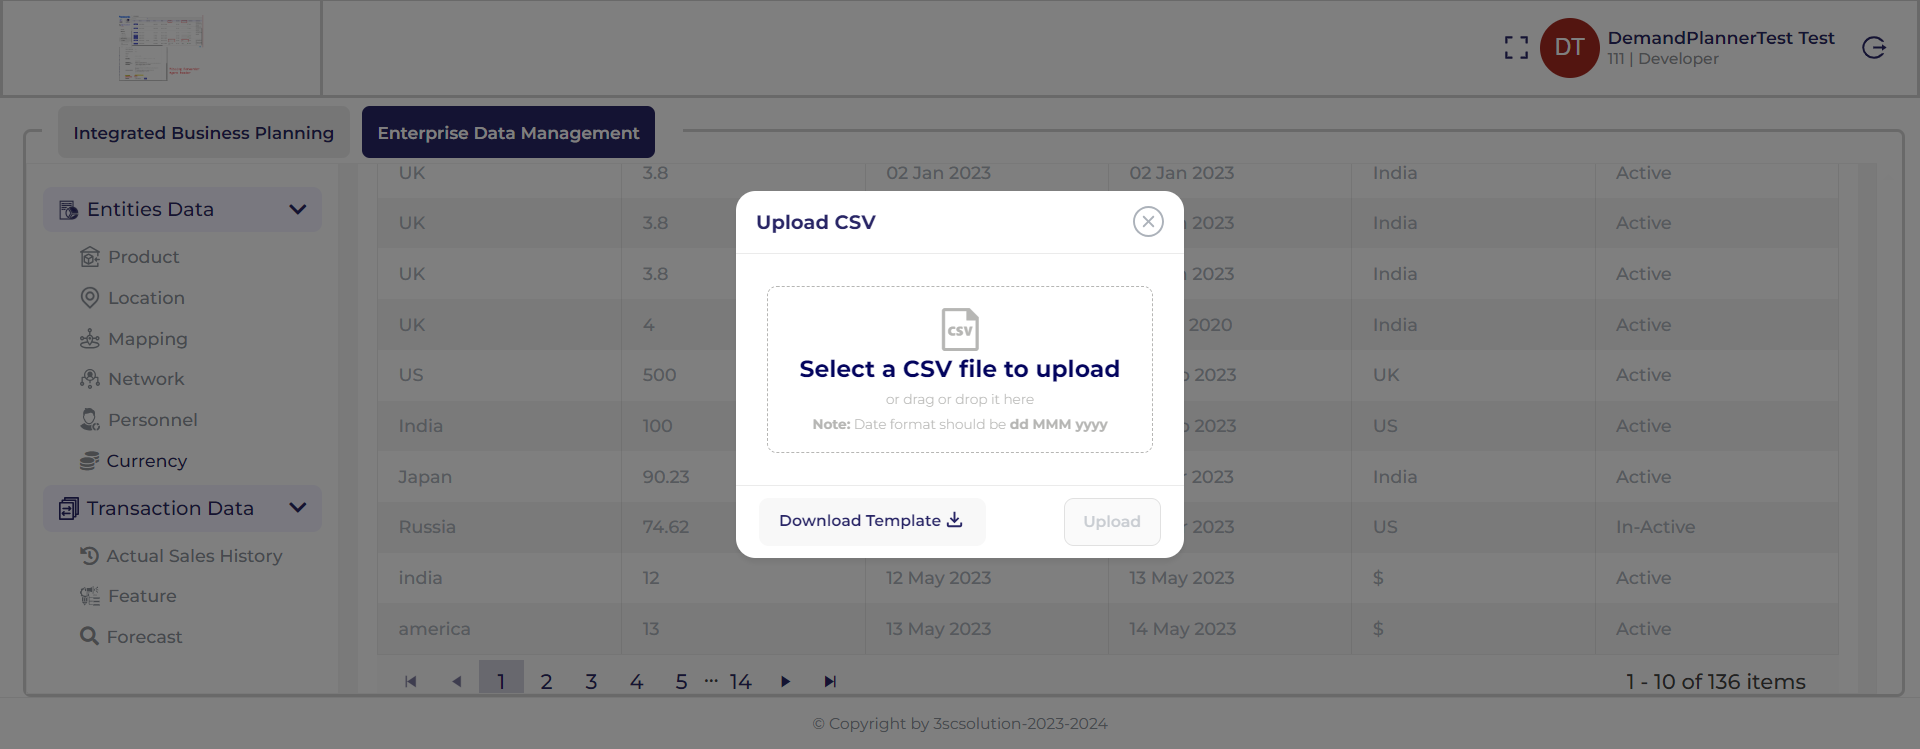 DT
DemandPlannerTest Test
111 | Developer
Integrated Business Planning
Enterprise Data Management
Entities Data
Product
Location
Mapping
Network
Personnel
Currency
Transaction Data
Actual Sales History
Feature
Forecast
UK 3.8 02 Jan 2023 02 Jan 2023 India Active
UK 3.8 2023 India Active
UK 3.8 2023 India Active
UK 4 2020 India Active
US 500 2023 UK Active
India 100 2023 US Active
Japan 90.23 2023 India Active
Russia 74.62 2023 US In-Active
india 12 12 May 2023 13 May 2023 $ Active
america 13 13 May 2023 14 May 2023 $ Active
1 2 3 4 5 ... 14
1 - 10 of 136 items
Upload CSV
CSV
Select a CSV file to upload
or drag or drop it here
Note: Date format should be dd MMM yyyy
Download Template
Upload
© Copyright by 3scsolution-2023-2024